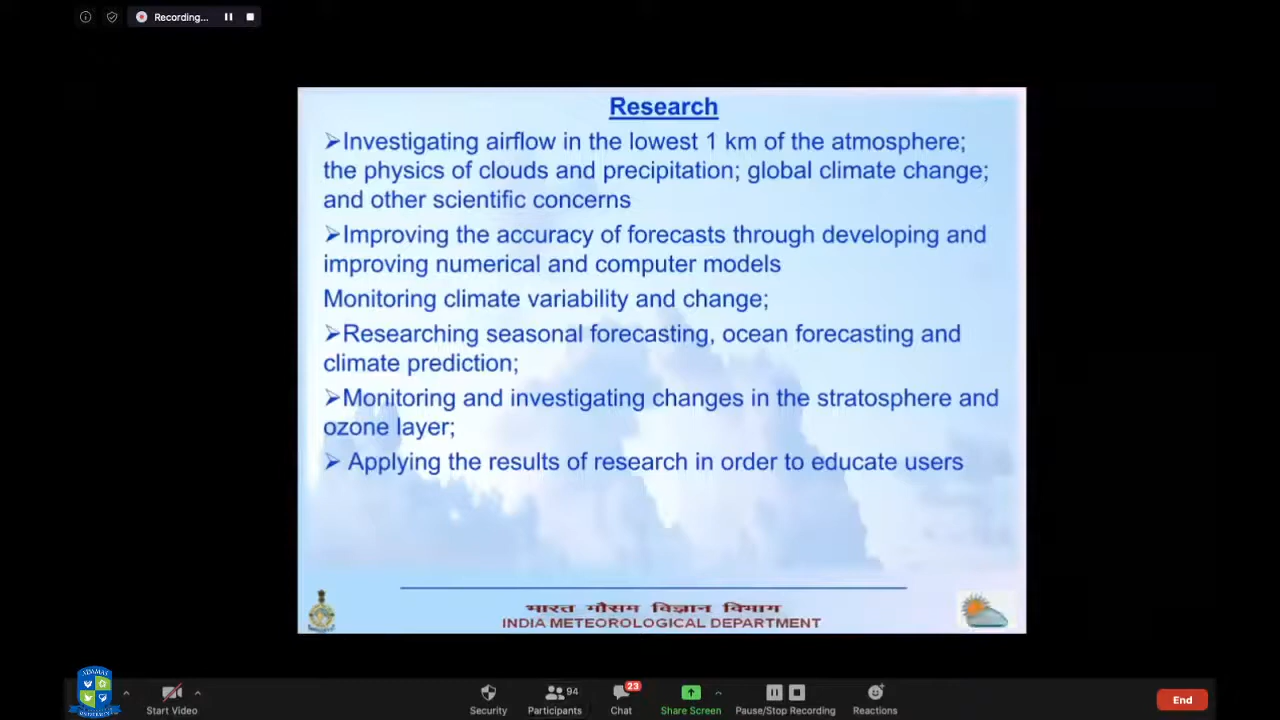 Recording...
Research
➢Investigating airflow in the lowest 1 km of the atmosphere;
the physics of clouds and precipitation; global climate change;
and other scientific concerns
➢Improving the accuracy of forecasts through developing and
improving numerical and computer models
Monitoring climate variability and change;
➢Researching seasonal forecasting, ocean forecasting and
climate prediction;
➢Monitoring and investigating changes in the stratosphere and
ozone layer;
➢ Applying the results of research in order to educate users
भारत मौसम विज्ञान विभाग
INDIA METEOROLOGICAL DEPARTMENT
94
23
Start Video
Security
Participants
Chat
Share Screen
Pause/Stop Recording
Reactions
End